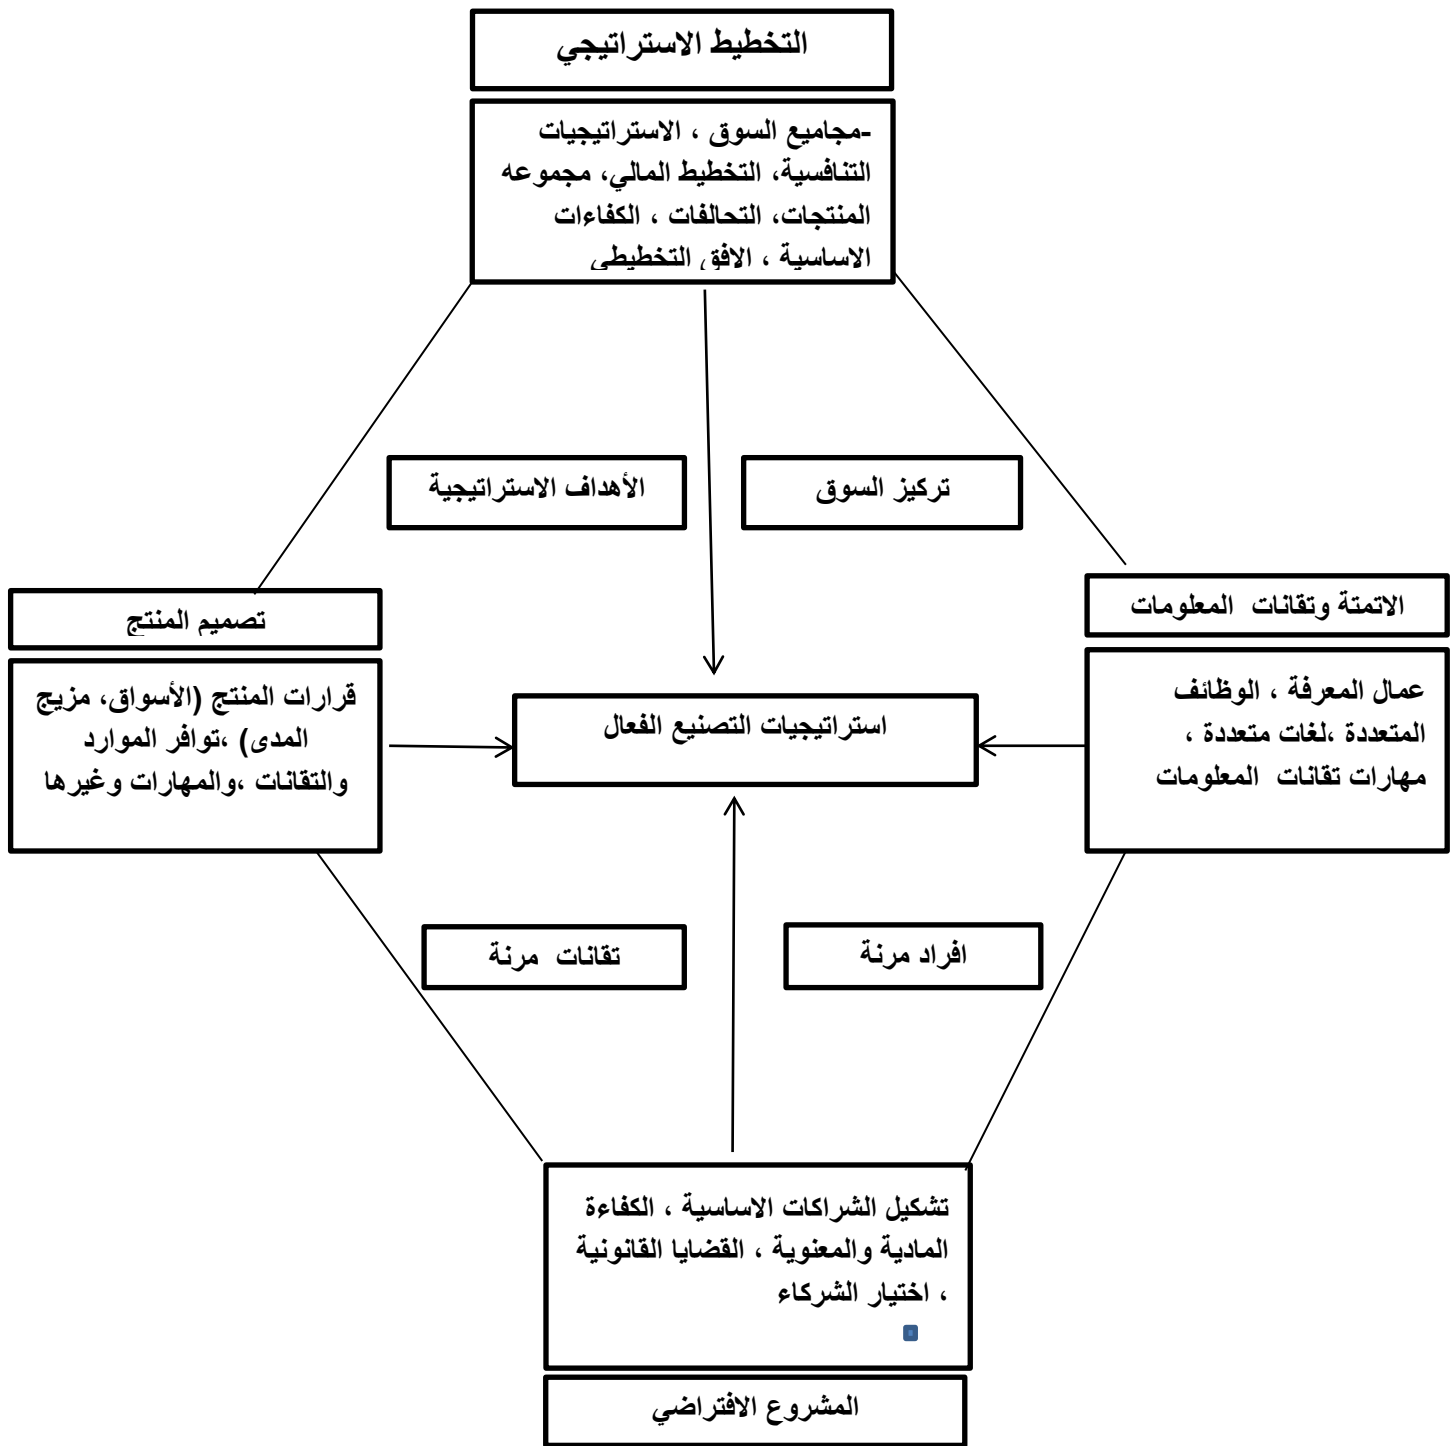 التخطيط الاستراتيجي
-مجاميع السوق ، الاستراتيجيات
التنافسية، التخطيط المالي، مجموعه
المنتجات، التحالفات ، الكفاءات
الاساسية ، الافق التخطيطي
تركيز السوق
الأهداف الاستراتيجية
الاتمتة وتقانات المعلومات
عمال المعرفة ، الوظائف
المتعددة ،لغات متعددة ،
مهارات تقانات المعلومات
استراتيجيات التصنيع الفعال
تصميم المنتج
قرارات المنتج (الأسواق، مزيج
المدى) ،توافر الموارد
والتقانات ،والمهارات وغيرها
افراد مرنة
تقانات مرنة
تشكيل الشراكات الاساسية ، الكفاءة
المادية والمعنوية ، القضايا القانونية
، اختيار الشركاء
المشروع الافتراضي